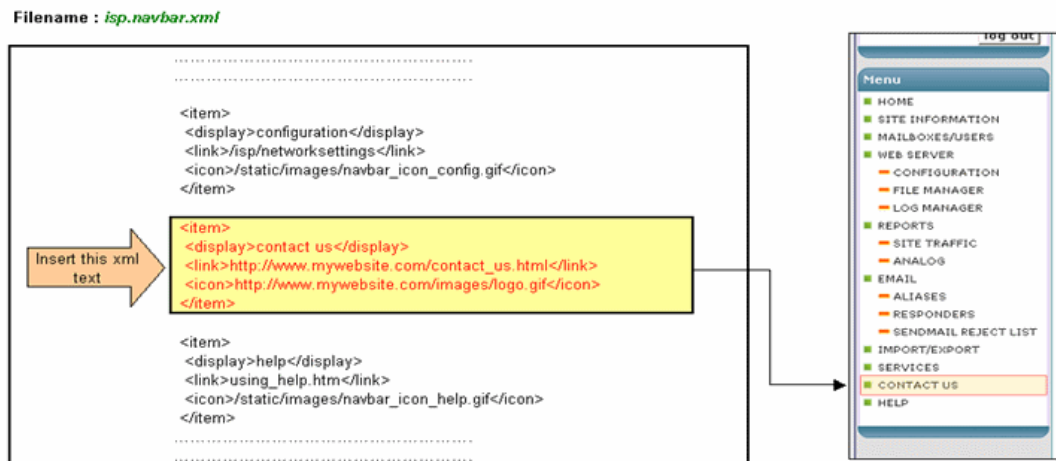 Filename : isp.navbar.xml
<item>
<display>configuration</display>
<link>/isp/networksettings</link>
<icon>/static/images/navbar_icon_config.gif</icon>
</item>
Insert this xml
text
<item>
<display>contact us</display>
<link>http://www.mywebsite.com/contact_us.html</link>
<icon>http://www.mywebsite.com/images/logo.gif</icon>
</item>
<item>
<display>help</display>
<link>using_help.htm</link>
<icon>/static/images/navbar_icon_help.gif</icon>
</item>
log out
Menu
HOME
SITE INFORMATION
MAILBOXES/USERS
WEB SERVER
CONFIGURATION
FILE MANAGER
LOG MANAGER
REPORTS
SITE TRAFFIC
ANALOG
EMAIL
ALIASES
RESPONDERS
SENDMAIL REJECT LIST
IMPORT/EXPORT
SERVICES
CONTACT US
HELP